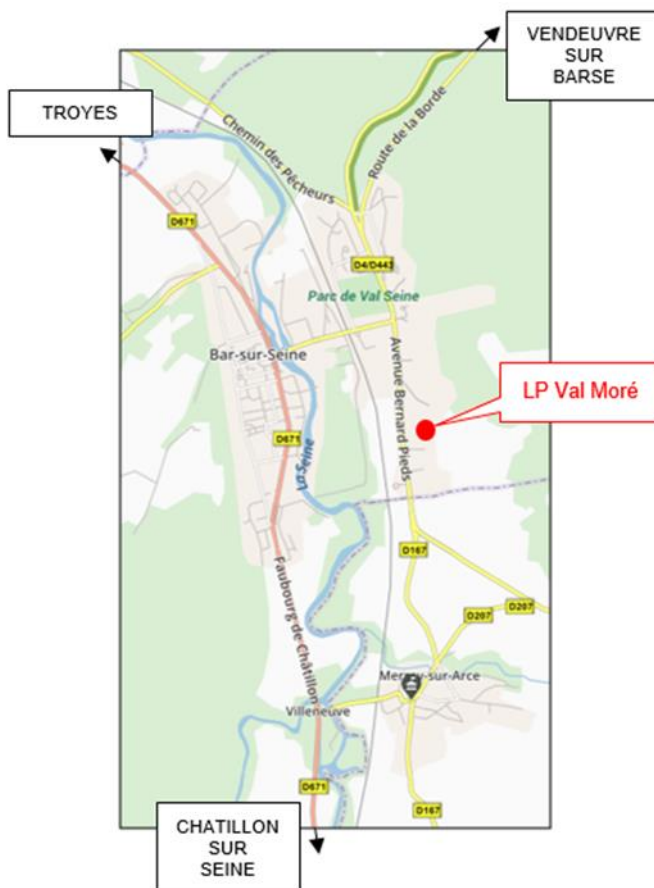 VENDEUVRE
SUR
BARSE
TROYES
Chemin des Pêcheurs
Route de la Borde
D671
D4/D443
Parc de Val Seine
Bar-sur-Seine
Avenue Bernard Pieds
LP Val Moré
D671
La Seine
D167
Faubourg de Châtillon
D207
D207
Villeneuve
D671
D167
CHATILLON
SUR
SEINE